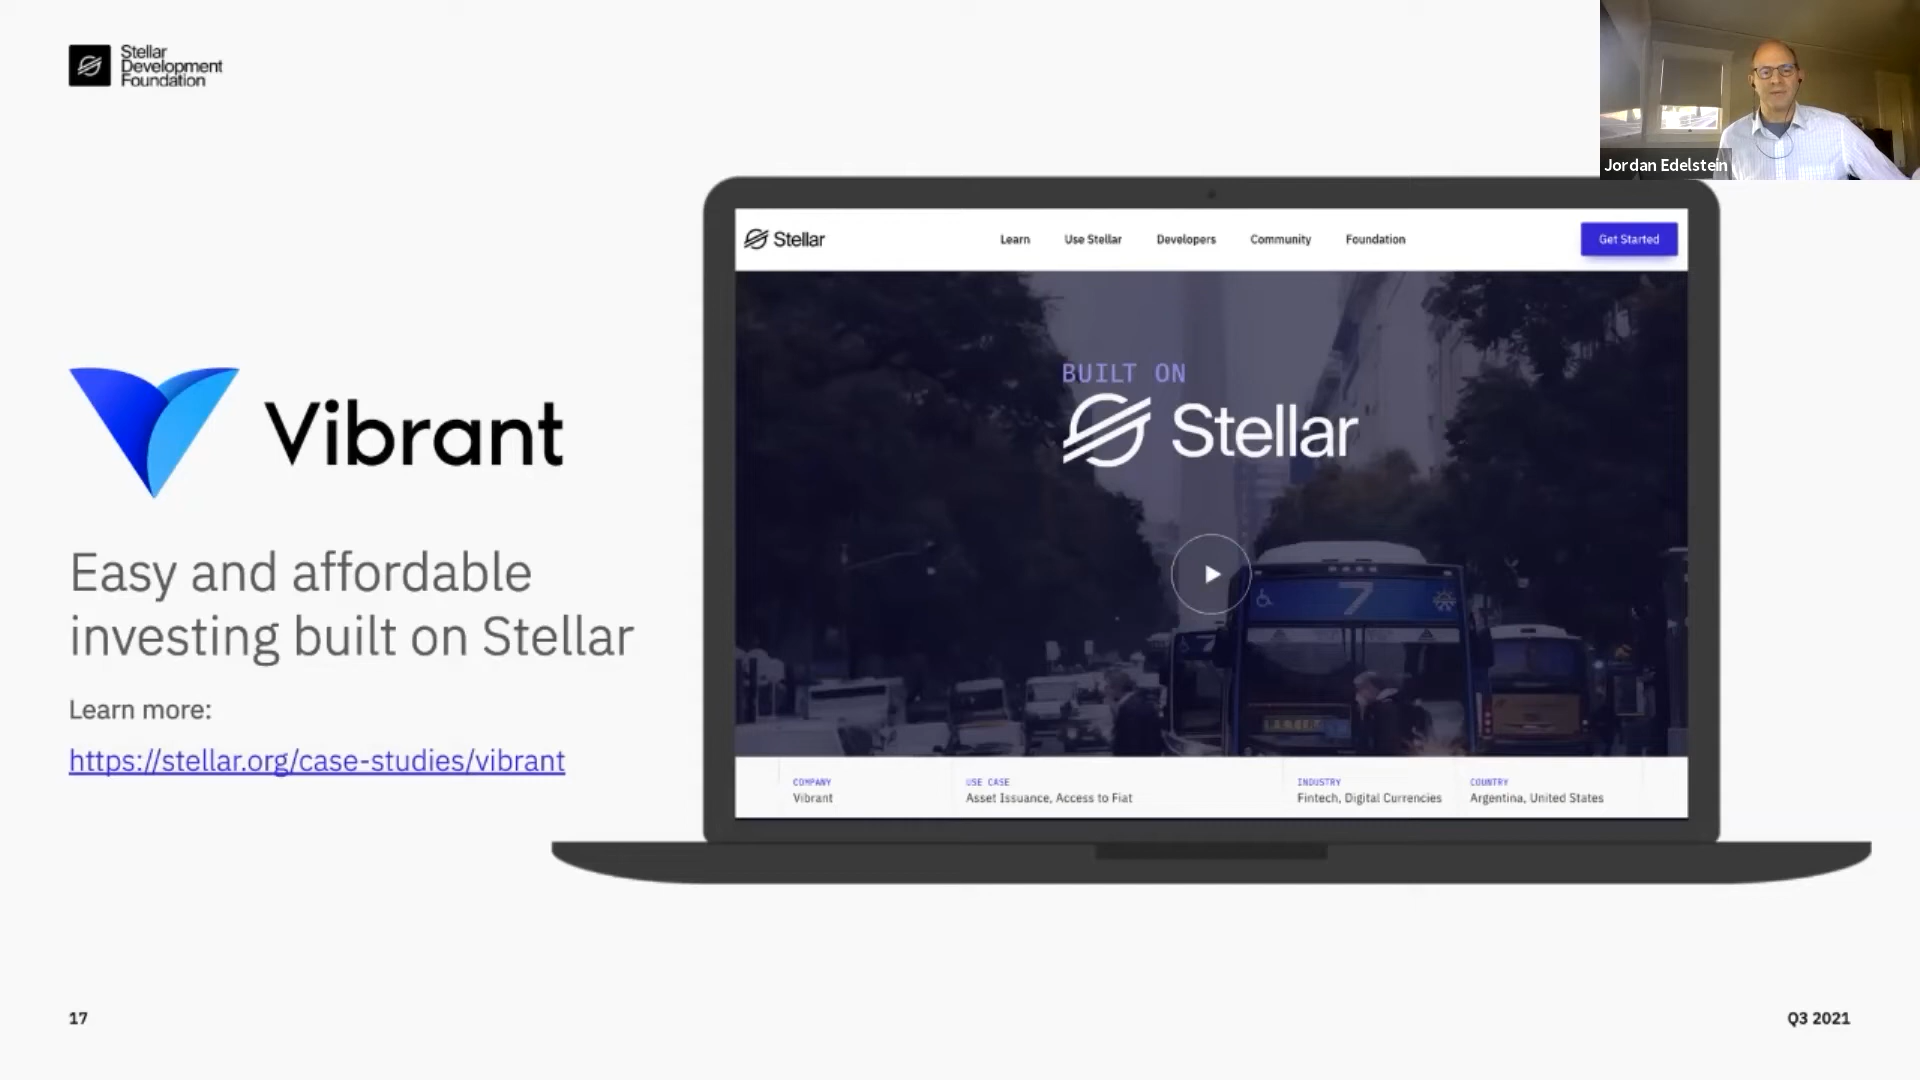 Stellar
Development
Foundation
Jordan Edelstein
Stellar
Learn
Use Stellar
Developers
Community
Foundation
Get Started
BUILT ON
Stellar
7
Vibrant
Easy and affordable
investing built on Stellar
Learn more:
https://stellar.org/case-studies/vibrant
COMPANY
Vibrant
USE CASE
Asset Issuance, Access to Fiat
INDUSTRY
Fintech, Digital Currencies
COUNTRY
Argentina, United States
17
Q3 2021